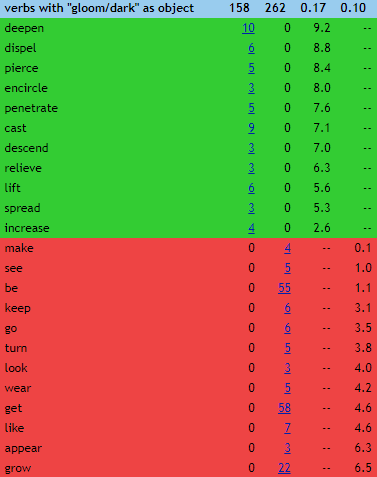 verbs with "gloom/dark" as object 158 262 0.17 0.10
deepen 10 0 9.2 --
dispel 6 0 8.8 --
pierce 5 0 8.4 --
encircle 3 0 8.0 --
penetrate 5 0 7.6 --
cast 9 0 7.1 --
descend 3 0 7.0 --
relieve 3 0 6.3 --
lift 6 0 5.6 --
spread 3 0 5.3 --
increase 4 0 2.6 --
make 0 4 -- 0.1
see 0 5 -- 1.0
be 0 55 -- 1.1
keep 0 6 -- 3.1
go 0 6 -- 3.5
turn 0 5 -- 3.8
look 0 3 -- 4.0
wear 0 5 -- 4.2
get 0 58 -- 4.6
like 0 7 -- 4.6
appear 0 3 -- 6.3
grow 0 22 -- 6.5